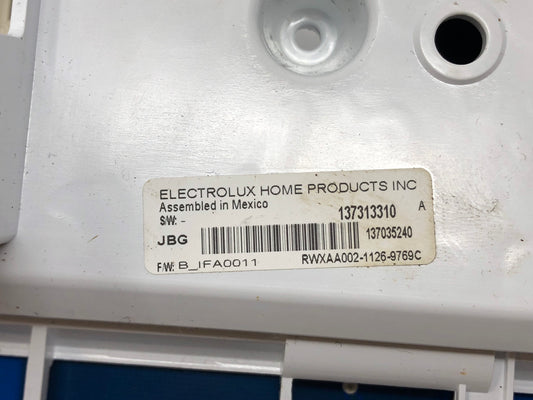 ELECTROLUX HOME PRODUCTS INC
Assembled in Mexico
S/W: - 137313310 A
JBG 137035240
F/W: B_IFA0011 RWXAA002-1126-9769C